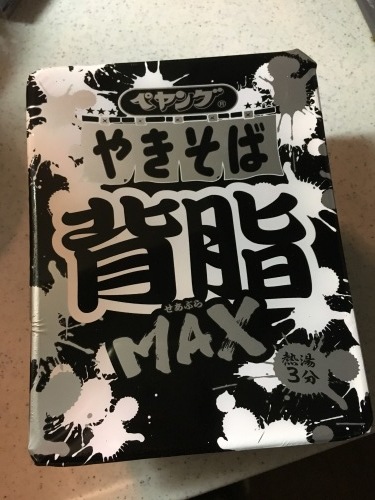 ペヤング®
やきそば
背脂
せあぶら
MAX
熱湯
3分